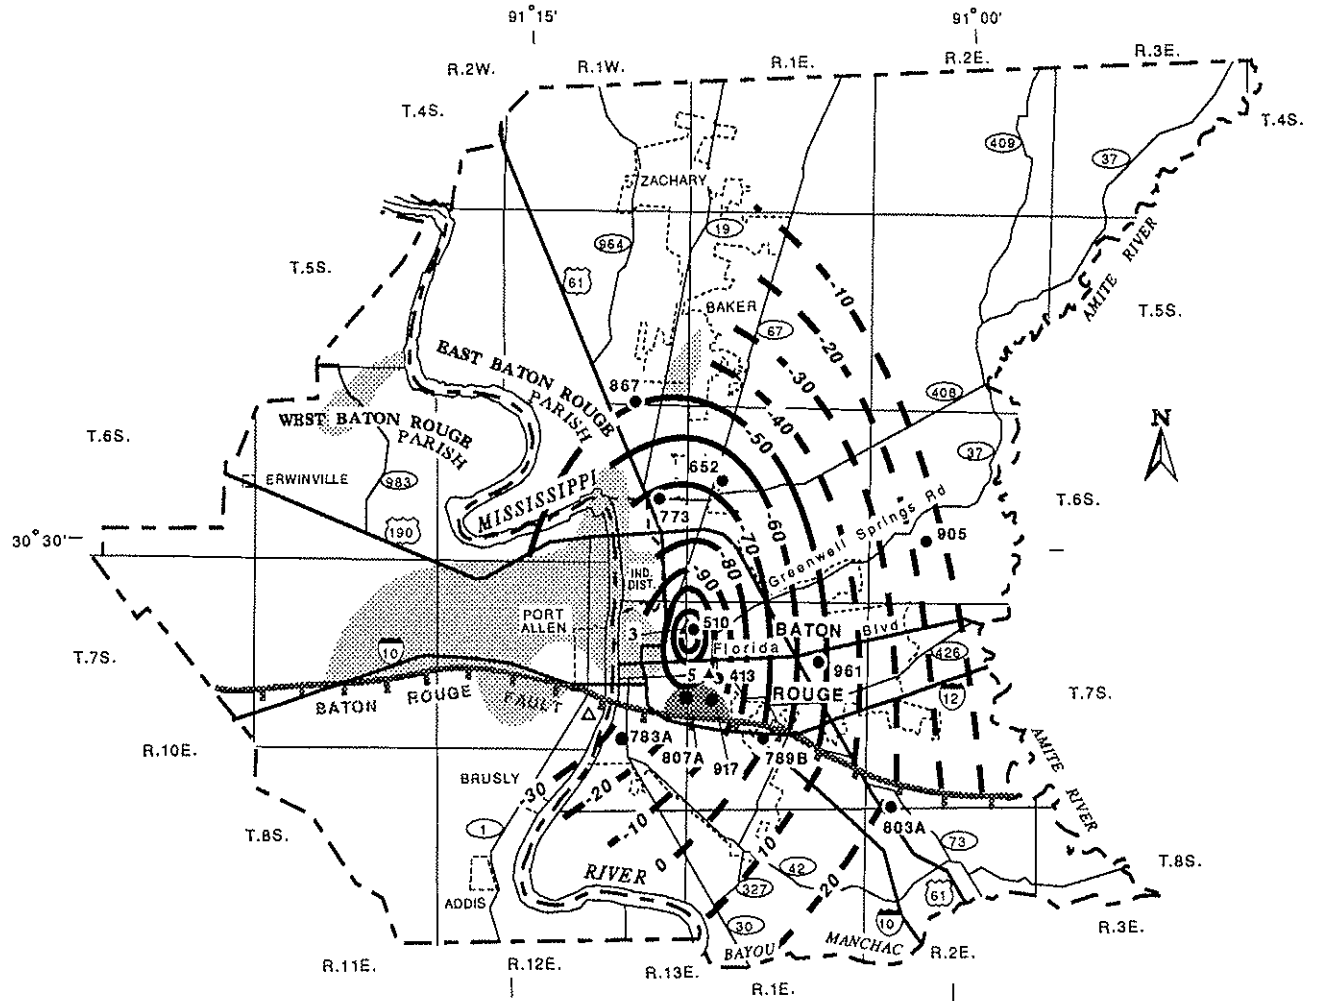 91°15'
91°00'
R.2W.
R.1W.
R.1E.
R.2E.
R.3E.
T.4S.
T.4S.
409
37
ZACHARY
19
964
AMITE RIVER
T.5S.
61
-10
BAKER
T.5S.
67
-20
EAST BATON ROUGE
PARISH
-30
867
408
WEST BATON ROUGE
PARISH
-40
N
T.6S.
-50
37
652
ERWINVILLE
983
MISSISSIPPI
T.6S.
773
-60
Greenwell Springs Rd
30°30'
190
905
-70
-80
IND.
DIST.
-90
PORT
ALLEN
510
3
BATON
Blvd
Florida
10
426
T.7S.
961
5
413
ROUGE
12
T.7S.
BATON
ROUGE
FAULT
R.10E.
783A
807A
917
789B
AMITE RIVER
BRUSLY
-30
-20
803A
T.8S.
1
-10
10
73
0
42
T.8S.
RIVER
20
327
61
ADDIS
30
10
R.3E.
BAYOU
MANCHAC
R.2E.
R.11E.
R.12E.
R.13E.
R.1E.